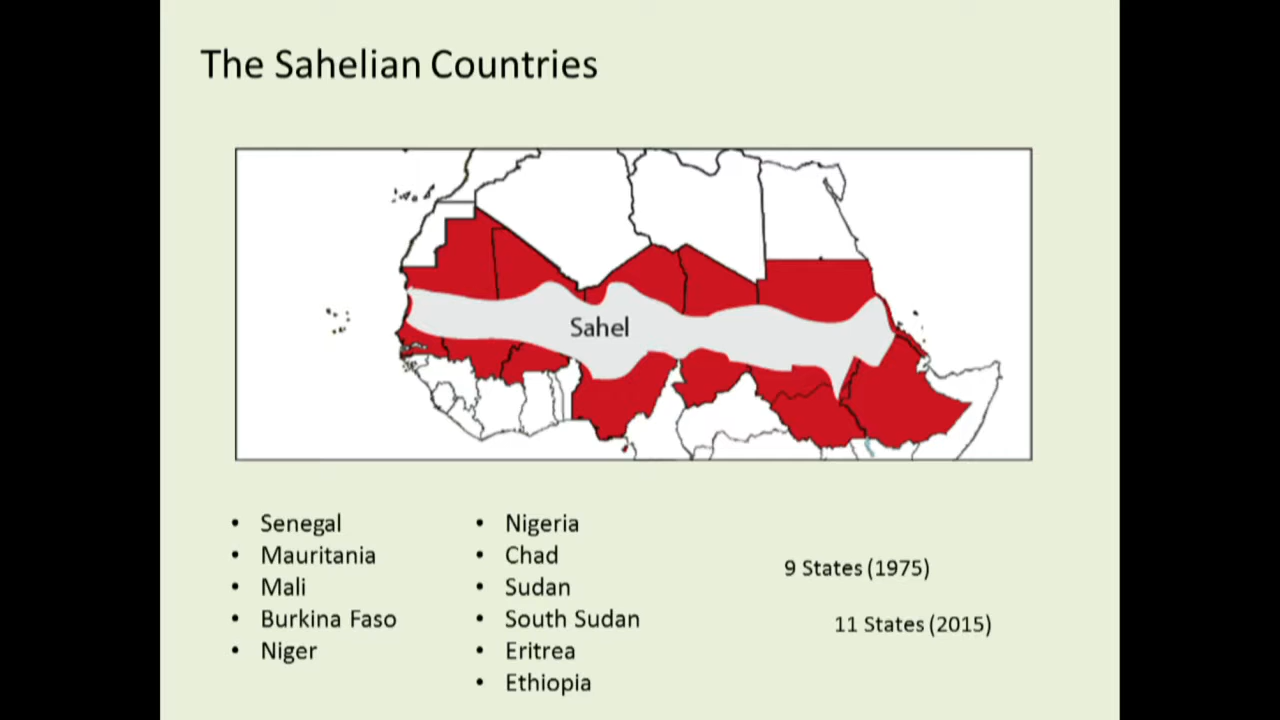 The Sahelian Countries
Sahel
• Senegal
• Mauritania
• Mali
• Burkina Faso
• Niger
• Nigeria
• Chad
• Sudan
• South Sudan
• Eritrea
• Ethiopia
9 States (1975)
11 States (2015)